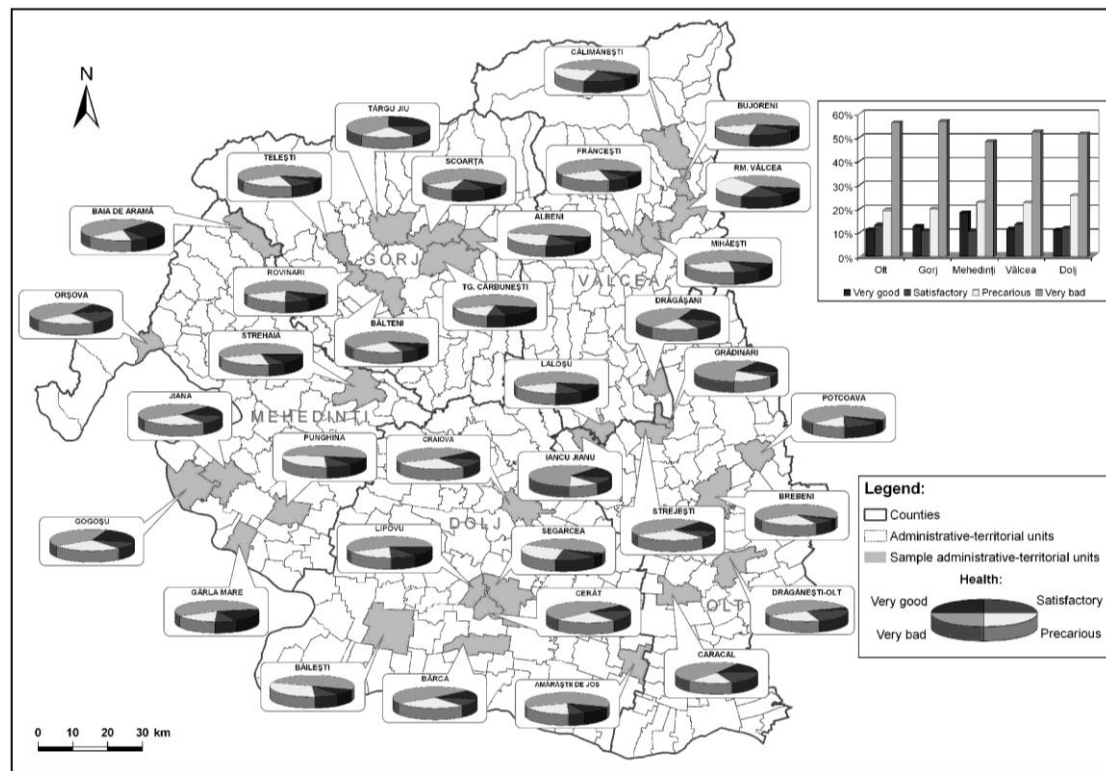 N
CĂLIMĂNEȘTI
TÂRGU JIU
BUJORENI
TELEȘTI
SCOARȚA
FRÂNCEȘTI
RM. VÂLCEA
BAIA DE ARAMĂ
ALBENI
MIHĂEȘTI
GORJ
VÂLCEA
ROVINARI
TG. CĂRBUNEȘTI
DRĂGĂȘANI
ORȘOVA
BÂLTENI
STREHAIA
GRĂDINARI
LALOȘU
JIANA
MEHEDINȚI
POTCOAVA
PUNGHINA
CRAIOVA
IANCU JIANU
BREBENI
GOGOȘU
DOLJ
STREJEȘTI
LIPOVU
SEGARCEA
GÂRLA MARE
CERĂT
OLT
DRĂGĂNEȘTI-OLT
CARACAL
BĂILEȘTI
BÂRCA
AMĂRĂȘTII DE JOS
0 10 20 30 km
60%
50%
40%
30%
20%
10%
0%
Olt Gorj Mehedinți Vâlcea Dolj
Very good Satisfactory Precarious Very bad
Legend:
Counties
Administrative-territorial units
Sample administrative-territorial units
Health:
Very good Satisfactory
Very bad Precarious